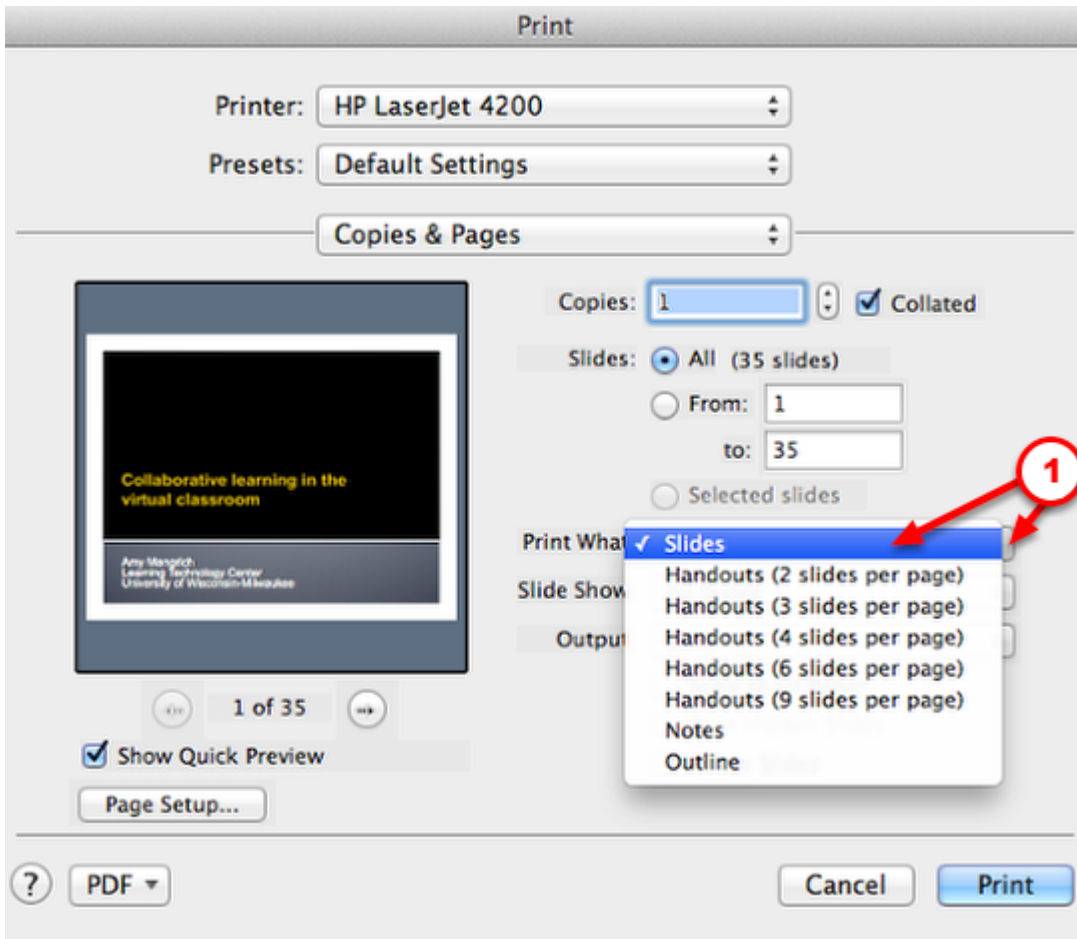 Print
Printer: HP LaserJet 4200
Presets: Default Settings
Copies & Pages
Copies: 1 Collated
Slides: All (35 slides)
From: 1
to: 35
Selected slides
Collaborative learning in the
virtual classroom
Amy Mangrich
Learning Technology Center
University of Wisconsin-Milwaukee
1
Print What
✓ Slides
Handouts (2 slides per page)
Slide Show
Handouts (3 slides per page)
Output
Handouts (4 slides per page)
Handouts (6 slides per page)
Handouts (9 slides per page)
Notes
Outline
1 of 35
Show Quick Preview
Page Setup...
? PDF Cancel Print